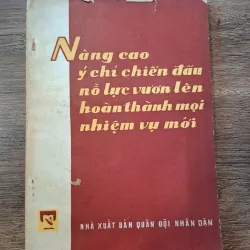 Nâng cao
ý chí chiến đấu
nỗ lực vươn lên
hoàn thành mọi
nhiệm vụ mới
NHÀ XUẤT BẢN QUÂN ĐỘI NHÂN DÂN